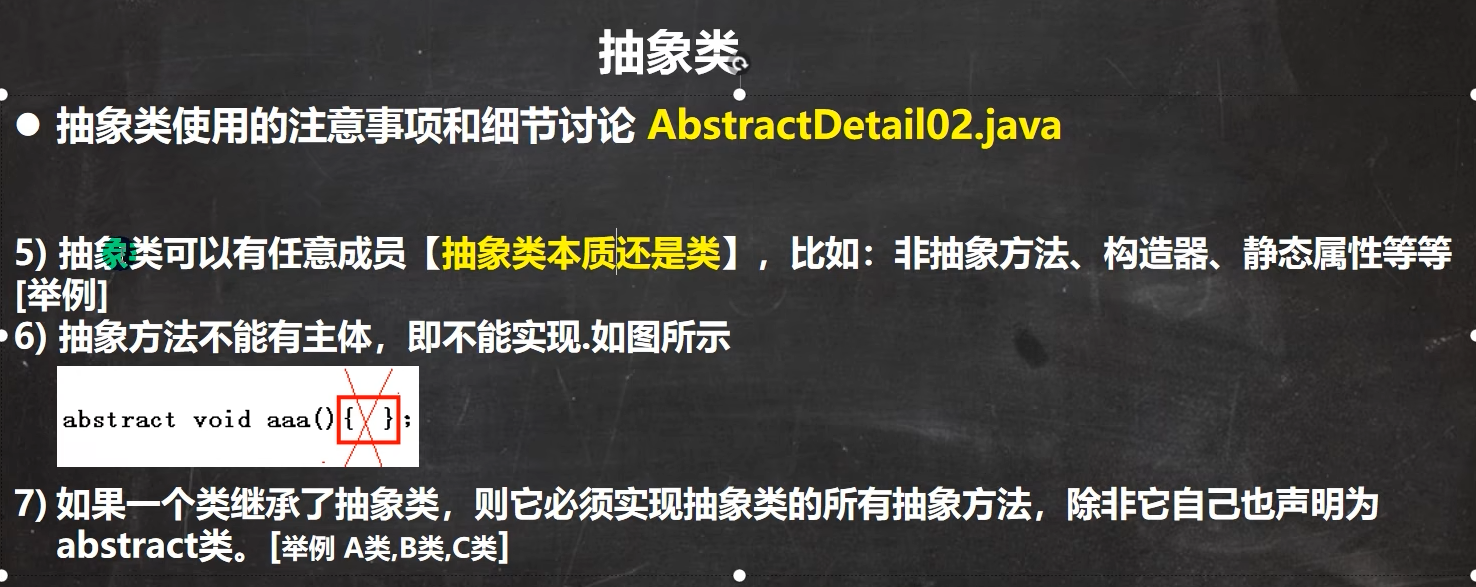 抽象类
● 抽象类使用的注意事项和细节讨论 AbstractDetail02.java
5) 抽象类可以有任意成员【抽象类本质还是类】，比如：非抽象方法、构造器、静态属性等等
[举例]
6) 抽象方法不能有主体，即不能实现.如图所示
abstract void aaa(){ };
7) 如果一个类继承了抽象类，则它必须实现抽象类的所有抽象方法，除非它自己也声明为
abstract类。[举例 A类,B类,C类]